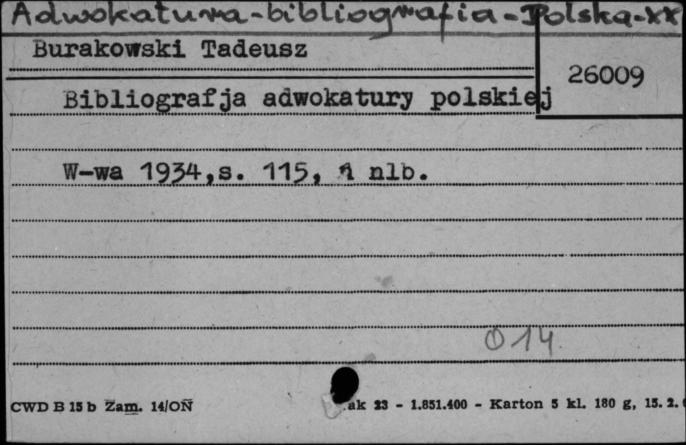 Adwokatura-bibliografia-Polska-XX
Burakowski Tadeusz
26009
Bibliografja adwokatury polskiej
W-wa 1934,s. 115, 1 nlb.
014
CWD B 15 b Zam. 14/OŃ ak 23 - 1.851.400 - Karton 5 kl. 180 g, 15. 2.